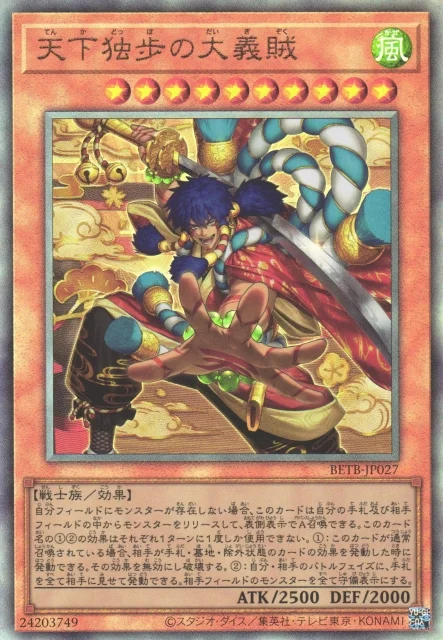 天下独歩の大義賊
風
BETB-JP027
【戦士族/効果】
自分フィールドにモンスターが存在しない場合、このカードは自分の手札及び相手
フィールドの中からモンスターをリリースして、表側表示でA召喚できる。このカード
名の①②の効果はそれぞれ1ターンに1度しか使用できない。①:このカードが通常
召喚されている場合、相手が手札・墓地・除外状態のカードの効果を発動した時に
発動できる。その効果を無効にし破壊する。②:自分・相手のバトルフェイズに、手札
を全て相手に見せて発動できる。相手フィールドのモンスターを全て守備表示にする。
ATK/2500 DEF/2000
24203749
©スタジオ・ダイス/集英社・テレビ東京・KONAMI